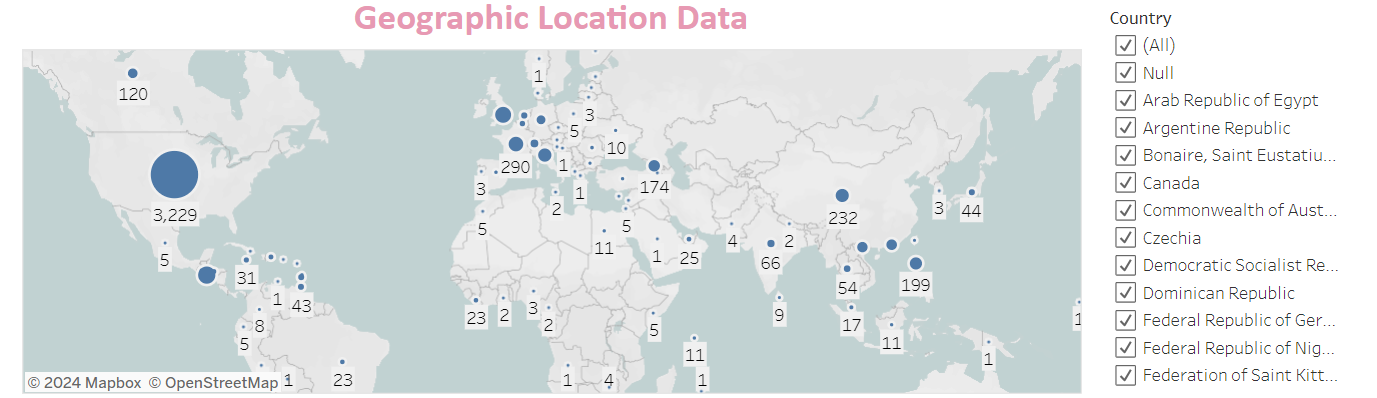 Geographic Location Data
120
3,229
5
31
1
43
8
5
1
23
1
3
5
10
290
1
174
3
1
2
5
5
11
1
25
4
2
66
232
3
44
199
54
9
17
11
23
2
3
2
5
11
1
1
4
1
1
© 2024 Mapbox © OpenStreetMap
Country
(All)
Null
Arab Republic of Egypt
Argentine Republic
Bonaire, Saint Eustatiu...
Canada
Commonwealth of Aust...
Czechia
Democratic Socialist Re...
Dominican Republic
Federal Republic of Ger...
Federal Republic of Nig...
Federation of Saint Kitt...